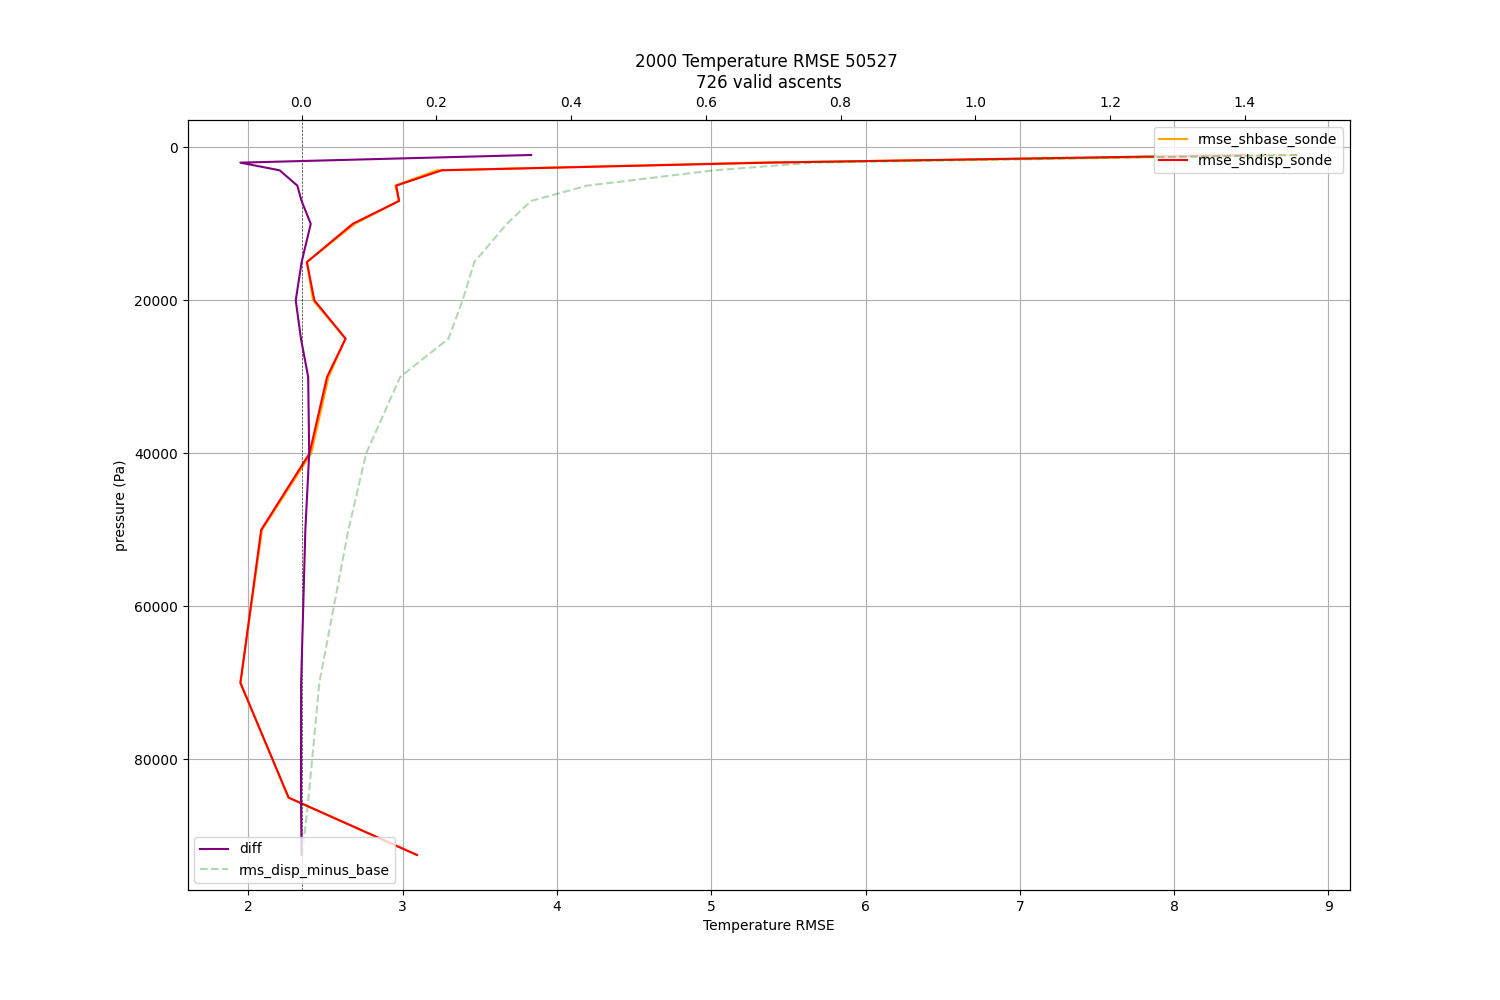 2000 Temperature RMSE 50527
726 valid ascents
0.0 0.2 0.4 0.6 0.8 1.0 1.2 1.4
rmse_shbase_sonde
rmse_shdisp_sonde
0
20000
40000
60000
80000
pressure (Pa)
diff
rms_disp_minus_base
2 3 4 5 6 7 8 9
Temperature RMSE